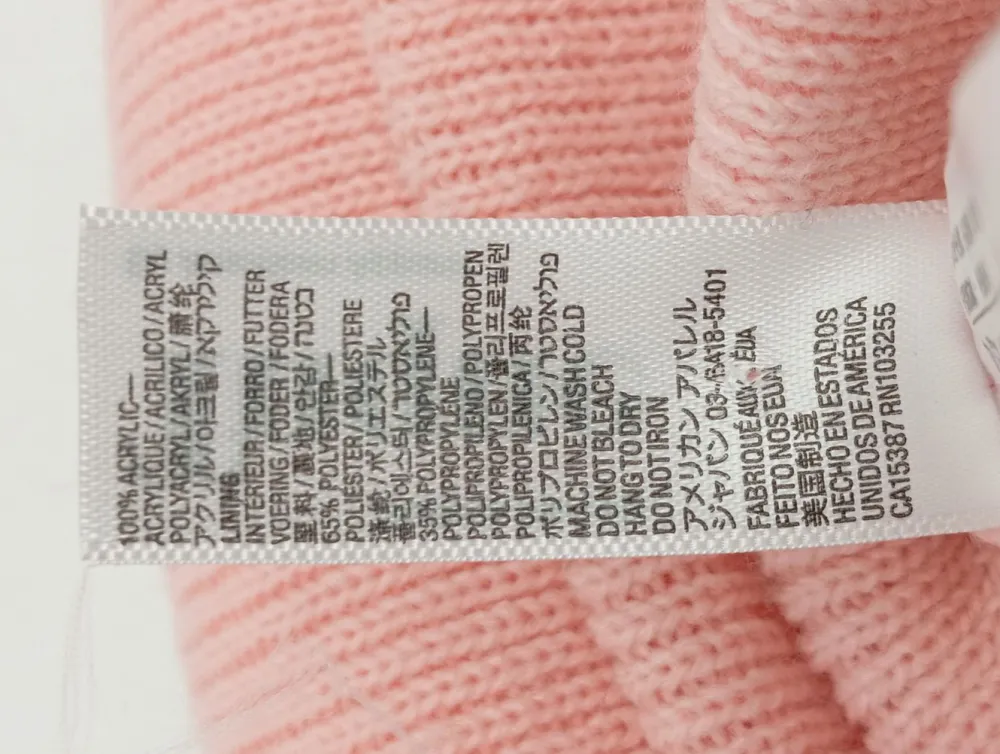 100% ACRYLIC—
ACRYLIQUE/ACRILICO/ACRYL
POLYACRYL/AKRYL/腈纶
アクリル/아크릴/אקריליק
LINING
INTERIEUR/FORRO/FUTTER
VOERING/FODER/FODERA
里料/裏地/안감/בטנה
65% POLYESTER—
POLIESTER/POLIESTERE
涤纶/ポリエステル
폴리에스터/פוליאסטר
35% POLYPROPYLENE—
POLYPROPYLENE
POLIPROPILENO/POLYPROPEN
POLYPROPYLEN/폴리프로필렌
POLIPROPILENICA/丙纶
ポリプロピレン/פוליאסטר
MACHINE WASH COLD
DO NOT BLEACH
HANG TO DRY
DO NOT IRON
アメリカン アパレル
ジャパン 03-6418-5401
FABRIQUÉ AUX ÉUA
FEITO NOS EUA
美国制造
HECHO EN ESTADOS
UNIDOS DE AMERICA
CA15387 RN103255